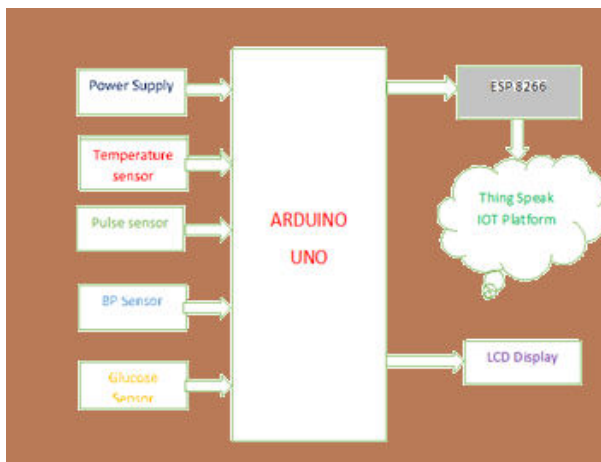 Power Supply
Temperature
sensor
Pulse sensor
BP Sensor
Glucose
Sensor
ARDUINO
UNO
ESP 8266
Thing Speak
IOT Platform
LCD Display